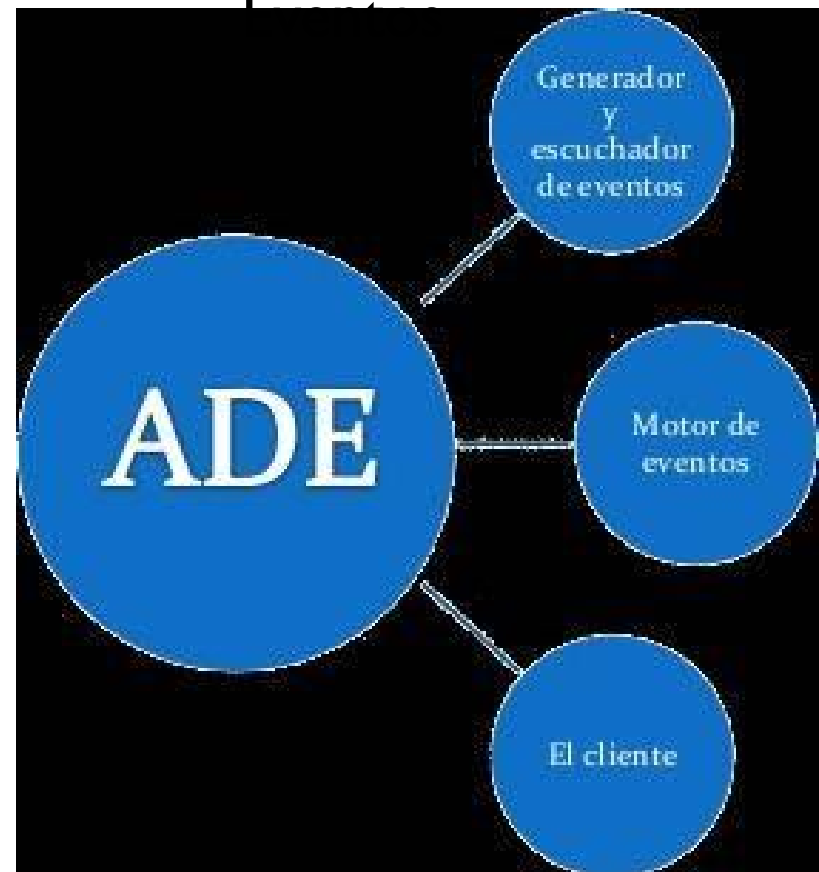 Generador
y
escuchador
de eventos
ADE
Motor de
eventos
El cliente